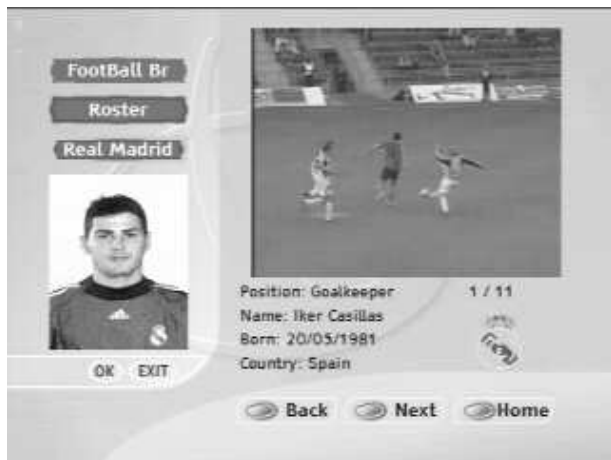 FootBall Br
Roster
Real Madrid
OK EXIT
Position: Goalkeeper 1 / 11
Name: Iker Casillas
Born: 20/05/1981
Country: Spain
Back Next Home